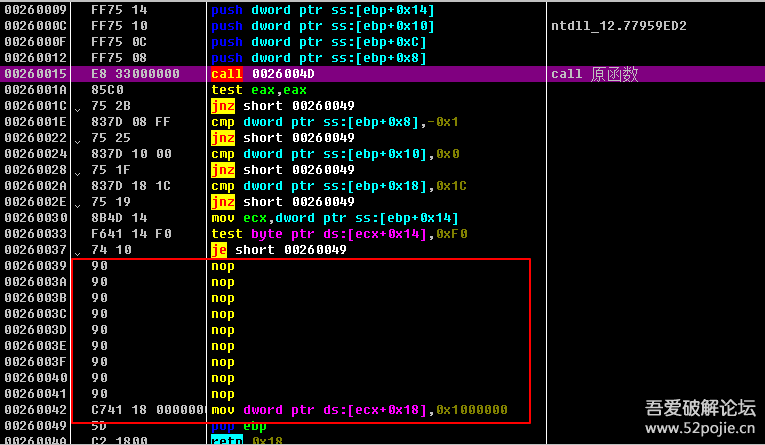 00260009 FF75 14 push dword ptr ss:[ebp+0x14]
0026000C FF75 10 push dword ptr ss:[ebp+0x10] ntdll_12.77959ED2
0026000F FF75 0C push dword ptr ss:[ebp+0xC]
00260012 FF75 08 push dword ptr ss:[ebp+0x8]
00260015 E8 33000000 call 0026004D call 原函数
0026001A 85C0 test eax,eax
0026001C 75 2B jnz short 00260049
0026001E 837D 08 FF cmp dword ptr ss:[ebp+0x8],-0x1
00260022 75 25 jnz short 00260049
00260024 837D 10 00 cmp dword ptr ss:[ebp+0x10],0x0
00260028 75 1F jnz short 00260049
0026002A 837D 18 1C cmp dword ptr ss:[ebp+0x18],0x1C
0026002E 75 19 jnz short 00260049
00260030 8B4D 14 mov ecx,dword ptr ss:[ebp+0x14]
00260033 F641 14 F0 test byte ptr ds:[ecx+0x14],0xF0
00260037 74 10 je short 00260049
00260039 90 nop
0026003A 90 nop
0026003B 90 nop
0026003C 90 nop
0026003D 90 nop
0026003E 90 nop
0026003F 90 nop
00260040 90 nop
00260041 90 nop
00260042 C741 18 0000000 mov dword ptr ds:[ecx+0x18],0x1000000
00260049 5D pop ebp
0026004A C2 1800 retn 0x18
吾爱破解论坛
www.52pojie.cn